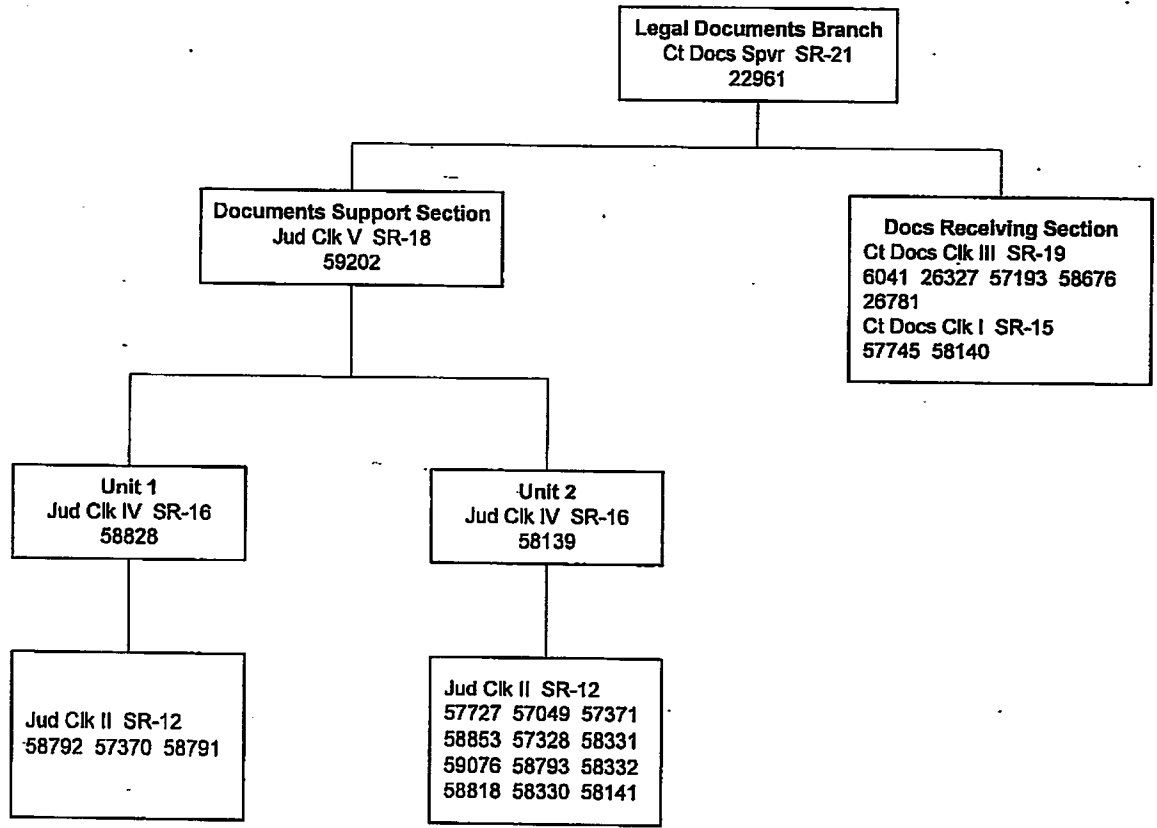 Legal Documents Branch
Ct Docs Spvr SR-21
22961
Documents Support Section
Jud Clk V SR-18
59202
Docs Receiving Section
Ct Docs Clk III SR-19
6041 26327 57193 58676
26781
Ct Docs Clk I SR-15
57745 58140
Unit 1
Jud Clk IV SR-16
58828
Unit 2
Jud Clk IV SR-16
58139
Jud Clk II SR-12
58792 57370 58791
Jud Clk II SR-12
57727 57049 57371
58853 57328 58331
59076 58793 58332
58818 58330 58141